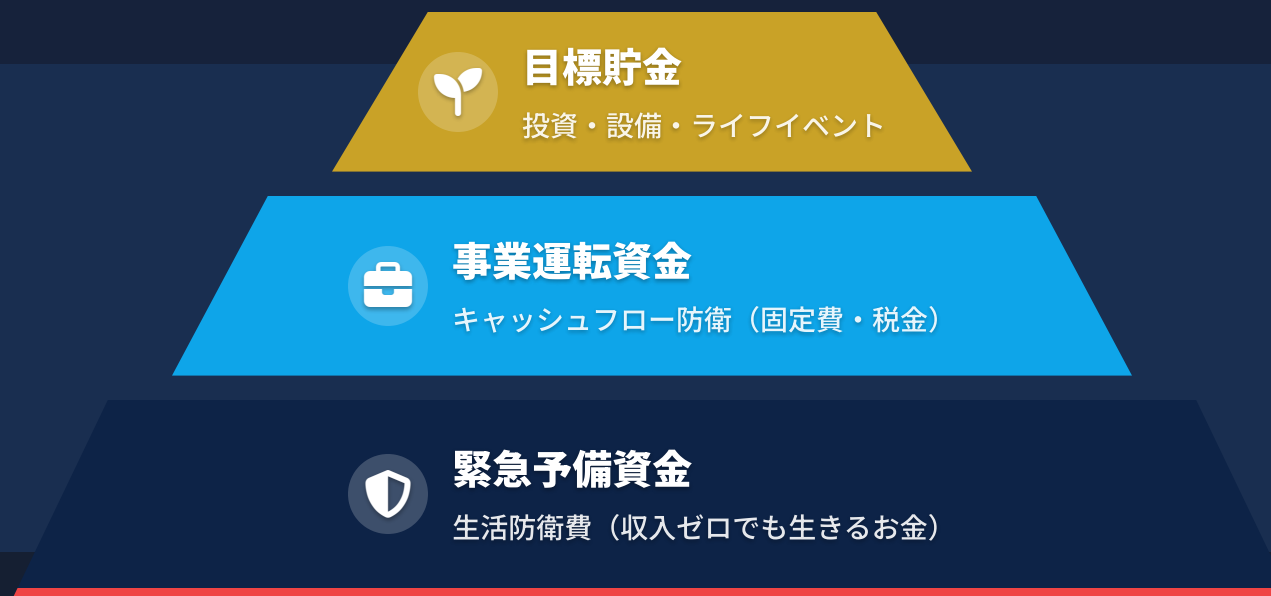 目標貯金
投資・設備・ライフイベント
事業運転資金
キャッシュフロー防衛（固定費・税金）
緊急予備資金
生活防衛費（収入ゼロでも生きるお金）